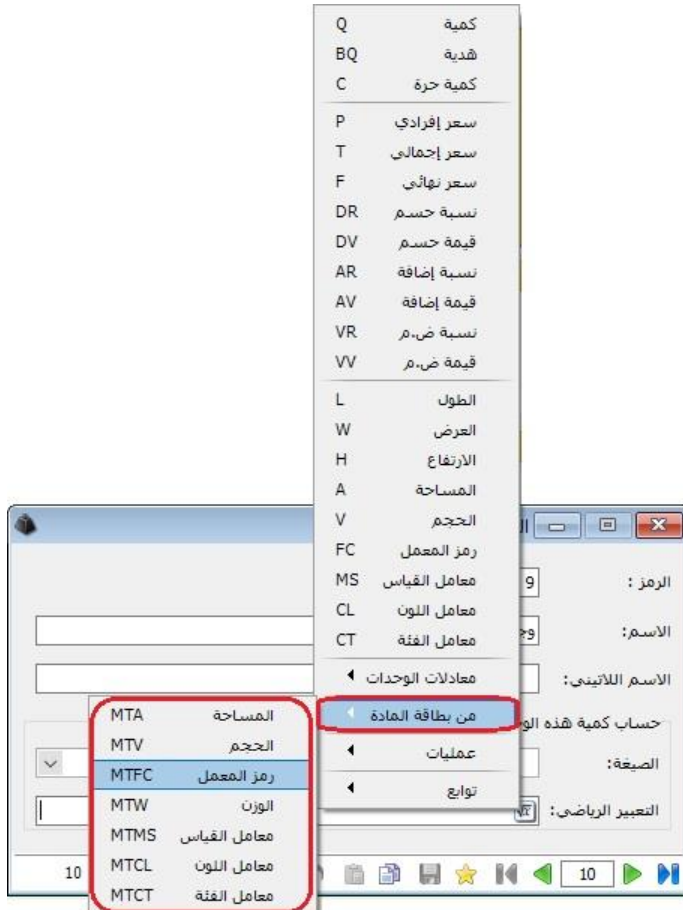 كمية Q
هدية BQ
كمية حرة C
سعر إفرادي P
سعر إجمالي T
سعر نهائي F
نسبة حسم DR
قيمة حسم DV
نسبة إضافة AR
قيمة إضافة AV
نسبة ض.م VR
قيمة ض.م VV
الطول L
العرض W
الارتفاع H
المساحة A
الحجم V
رمز المعمل FC
معامل القياس MS
معامل اللون CL
معامل الفئة CT
معادلات الوحدات
من بطاقة المادة
عمليات
توابع
المساحة MTA
الحجم MTV
رمز المعمل MTFC
الوزن MTW
معامل القياس MTMS
معامل اللون MTCL
معامل الفئة MTCT
الرمز : 9
الاسم:
الاسم اللاتيني:
حساب كمية هذه
الصيغة:
التعبير الرياضي:
10
10